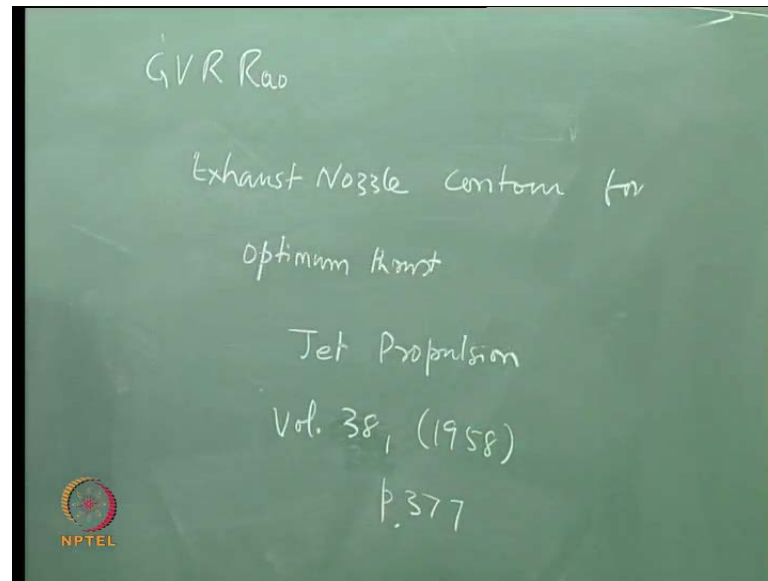 GVR Rao
Exhaust Nozzle Contour for
Optimum thrust
Jet Propulsion
Vol. 38, (1958)
p.377
NPTEL